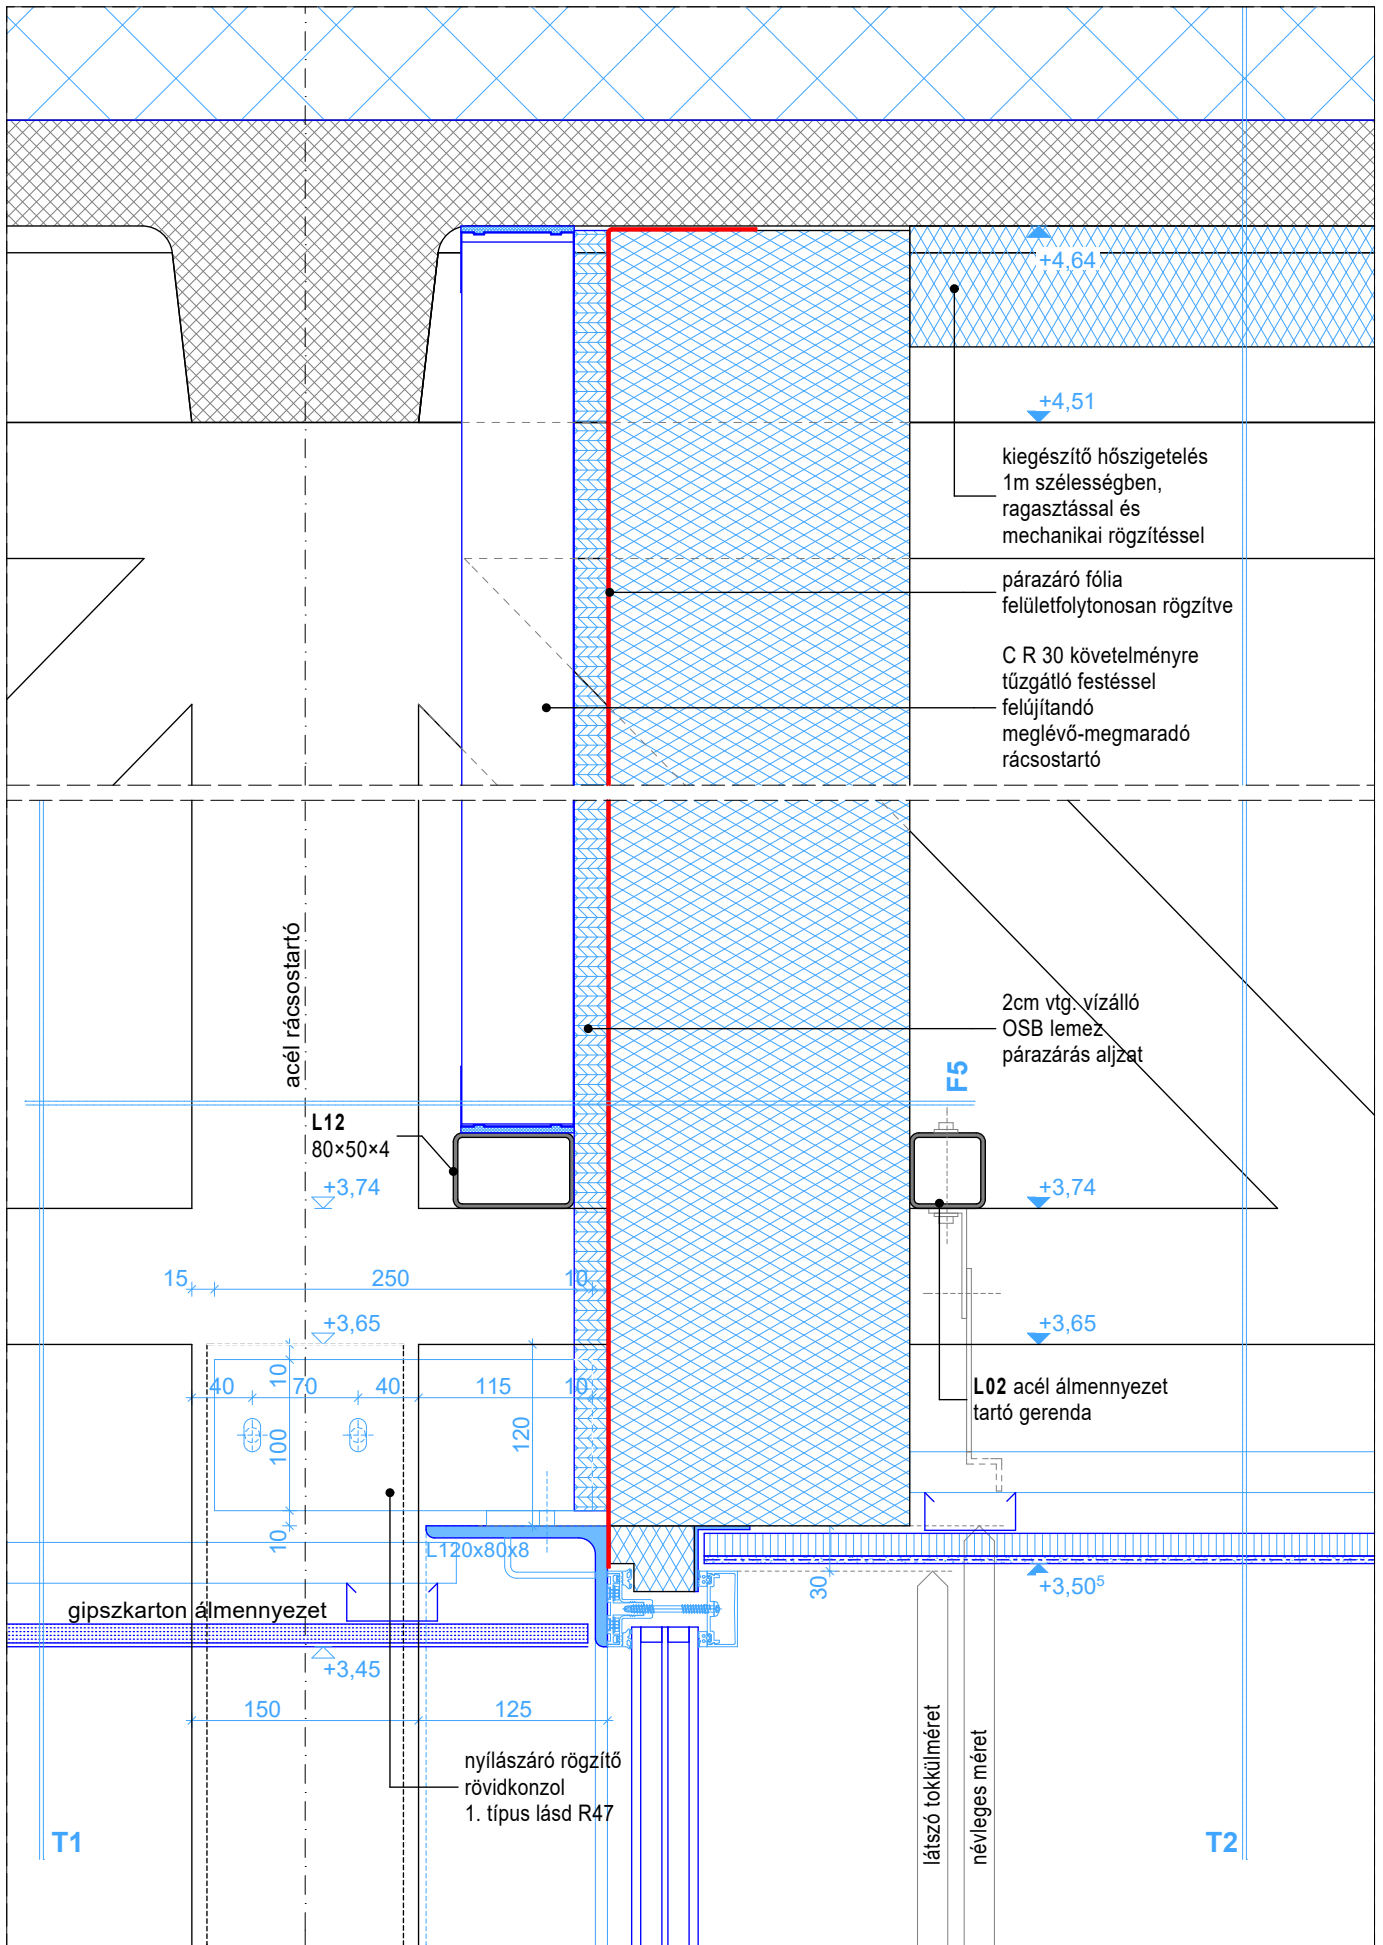 +4,64
+4,51
kiegészítő hőszigetelés
1m szélességben,
ragasztással és
mechanikai rögzítéssel
párazáró fólia
felületfolytonosan rögzítve
C R 30 követelményre
tűzgátló festéssel
felújítandó
meglévő-megmaradó
rácsostartó
acél rácsostartó
2cm vtg. vízálló
OSB lemez
párazárás aljzat
F5
L12
80×50×4
+3,74
+3,74
15
250
10
+3,65
+3,65
10
40
70
40
115
10
100
120
L02 acél álmennyezet
tartó gerenda
10
L120x80x8
30
+3,50⁵
gipszkarton álmennyezet
+3,45
150
125
nyílászáró rögzítő
rövidkonzol
1. típus lásd R47
látszó tokkülméret
névleges méret
T1
T2